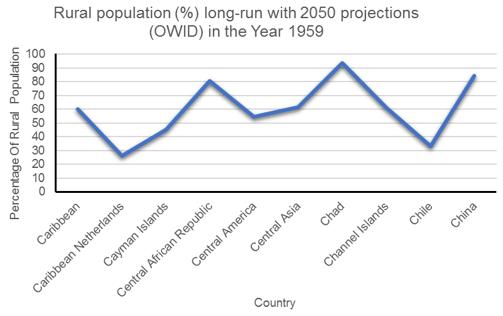 Rural population (%) long-run with 2050 projections
(OWID) in the Year 1959
Percentage Of Rural Population
100
90
80
70
60
50
40
30
20
10
0
Caribbean
Caribbean Netherlands
Cayman Islands
Central African Republic
Central America
Central Asia
Chad
Channel Islands
Chile
China
Country